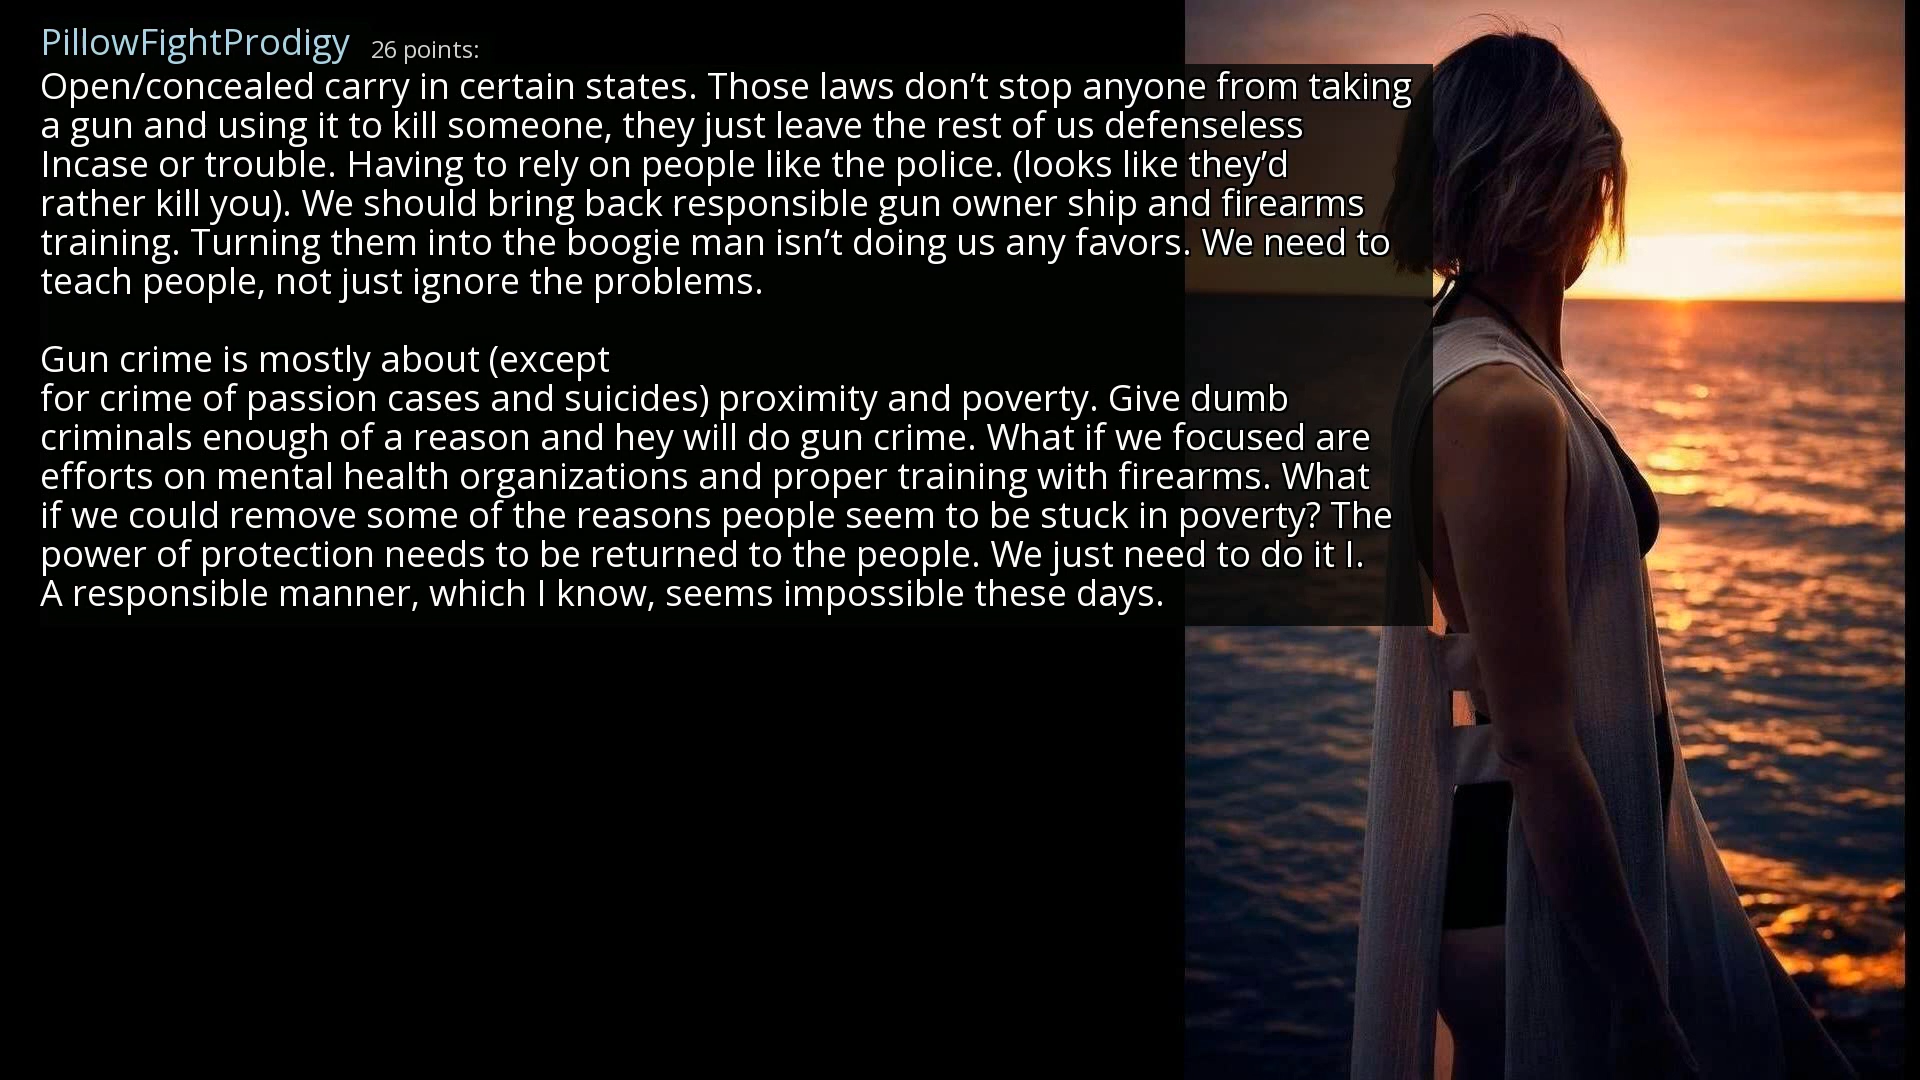 PillowFightProdigy 26 points:
Open/concealed carry in certain states. Those laws don’t stop anyone from taking
a gun and using it to kill someone, they just leave the rest of us defenseless
Incase or trouble. Having to rely on people like the police. (looks like they’d
rather kill you). We should bring back responsible gun owner ship and firearms
training. Turning them into the boogie man isn’t doing us any favors. We need to
teach people, not just ignore the problems.
Gun crime is mostly about (except
for crime of passion cases and suicides) proximity and poverty. Give dumb
criminals enough of a reason and hey will do gun crime. What if we focused are
efforts on mental health organizations and proper training with firearms. What
if we could remove some of the reasons people seem to be stuck in poverty? The
power of protection needs to be returned to the people. We just need to do it I.
A responsible manner, which I know, seems impossible these days.